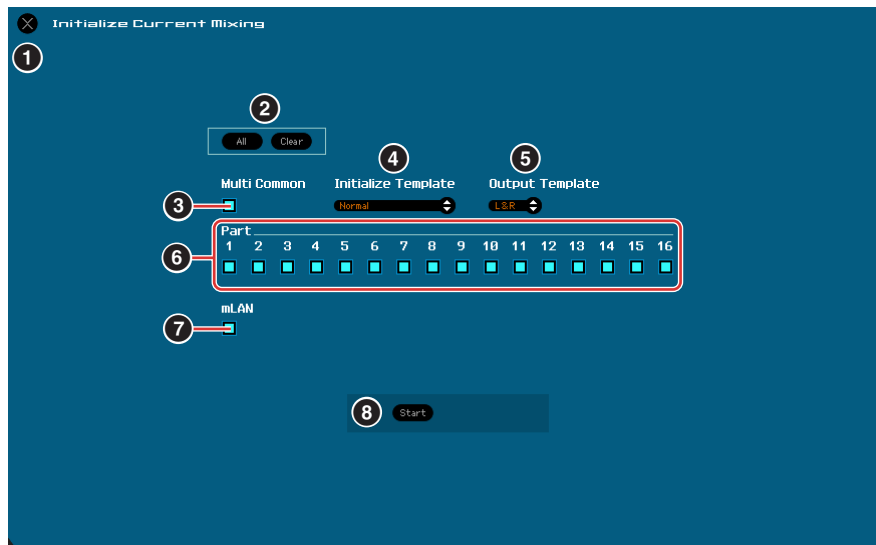 Initialize Current Mixing
1
2
All Clear
4 5
Multi Common Initialize Template Output Template
3 Normal L&R
Part
6 1 2 3 4 5 6 7 8 9 10 11 12 13 14 15 16
mLAN
7
8 Start